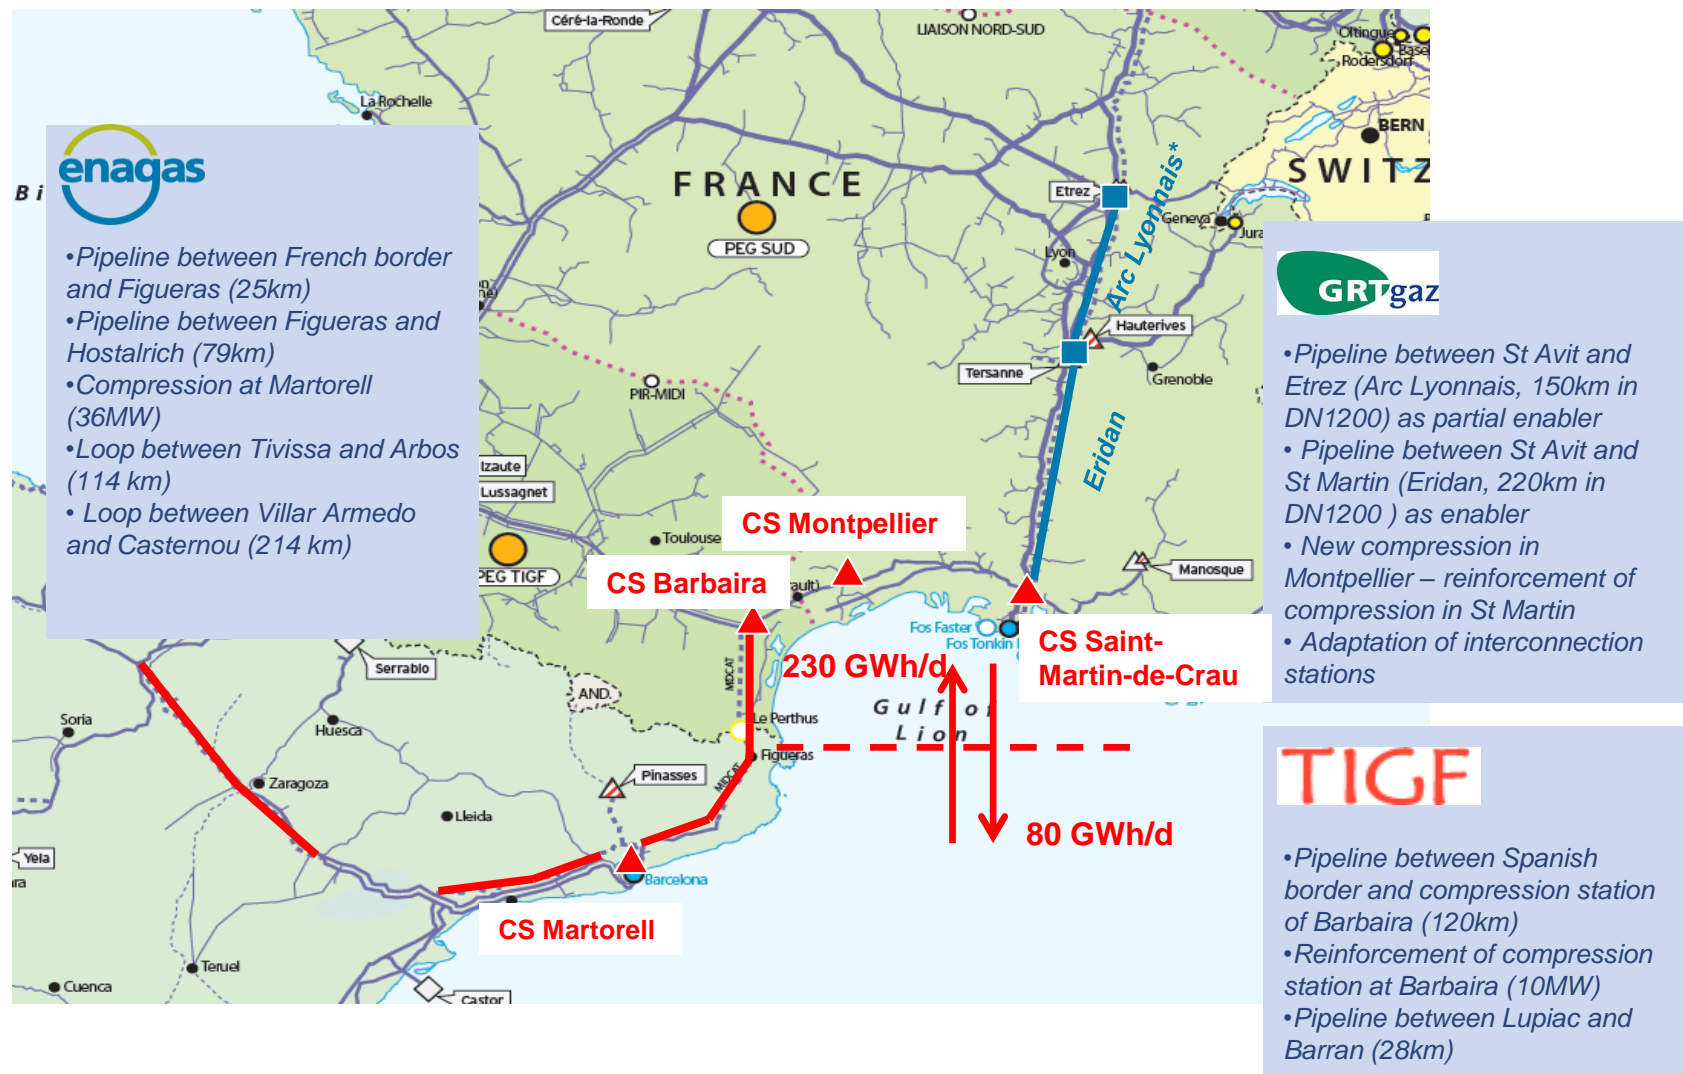 Céré-la-Ronde
LIAISON NORD-SUD
Oltingue
Basel
Rodersdorf
La Rochelle
BERN
enagas
B i
FRANCE
SWITZ
PEG SUD
Etrez
Geneva
Jura
Lyon
Arc Lyonnais*
•Pipeline between French border
and Figueras (25km)
•Pipeline between Figueras and
Hostalrich (79km)
•Compression at Martorell
(36MW)
•Loop between Tivissa and Arbos
(114 km)
• Loop between Villar Armedo
and Casternou (214 km)
GRTgaz
•Pipeline between St Avit and
Etrez (Arc Lyonnais, 150km in
DN1200) as partial enabler
• Pipeline between St Avit and
St Martin (Eridan, 220km in
DN1200 ) as enabler
• New compression in
Montpellier – reinforcement of
compression in St Martin
• Adaptation of interconnection
stations
Hauterives
Tersanne
Grenoble
PIR-MIDI
Eridan
Izaute
Lussagnet
CS Montpellier
Toulouse
PEG TIGF
CS Barbaira
ault)
Manosque
Fos Faster
Fos Tonkin
CS Saint-
Martin-de-Crau
230 GWh/d
MIDCAT
Serrablo
AND.
Gulf of
Lion
Le Perthus
Figueras
MIDCAT
Soria
Huesca
Pinasses
Zaragoza
Lleida
80 GWh/d
Yela
ara
Barcelona
CS Martorell
Teruel
Cuenca
Castor
TIGF
•Pipeline between Spanish
border and compression station
of Barbaira (120km)
•Reinforcement of compression
station at Barbaira (10MW)
•Pipeline between Lupiac and
Barran (28km)